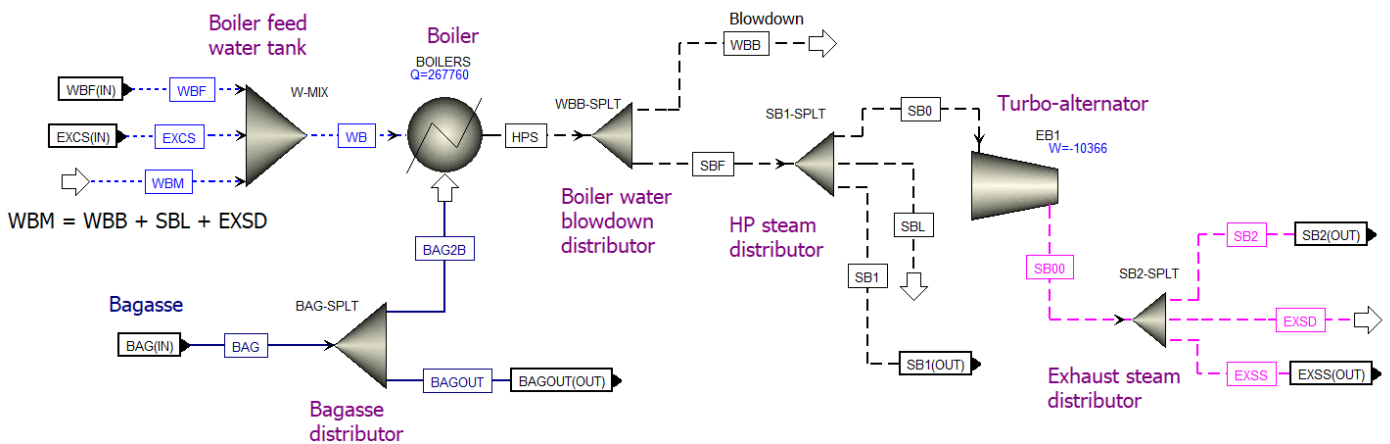 Boiler feed
water tank
WBF(IN)
WBF
EXCS(IN)
EXCS
WBM
W-MIX
WBM = WBB + SBL + EXSD
WB
Boiler
BOILERS
Q=267760
HPS
WBB-SPLT
Blowdown
WBB
SBF
Boiler water
blowdown
distributor
SB1-SPLT
SB0
HP steam
distributor
SBL
SB1
SB1(OUT)
Turbo-alternator
EB1
W=-10366
SB00
SB2-SPLT
SB2
SB2(OUT)
EXSD
EXSS
EXSS(OUT)
Exhaust steam
distributor
Bagasse
BAG(IN)
BAG
BAG-SPLT
BAG2B
BAGOUT
BAGOUT(OUT)
Bagasse
distributor